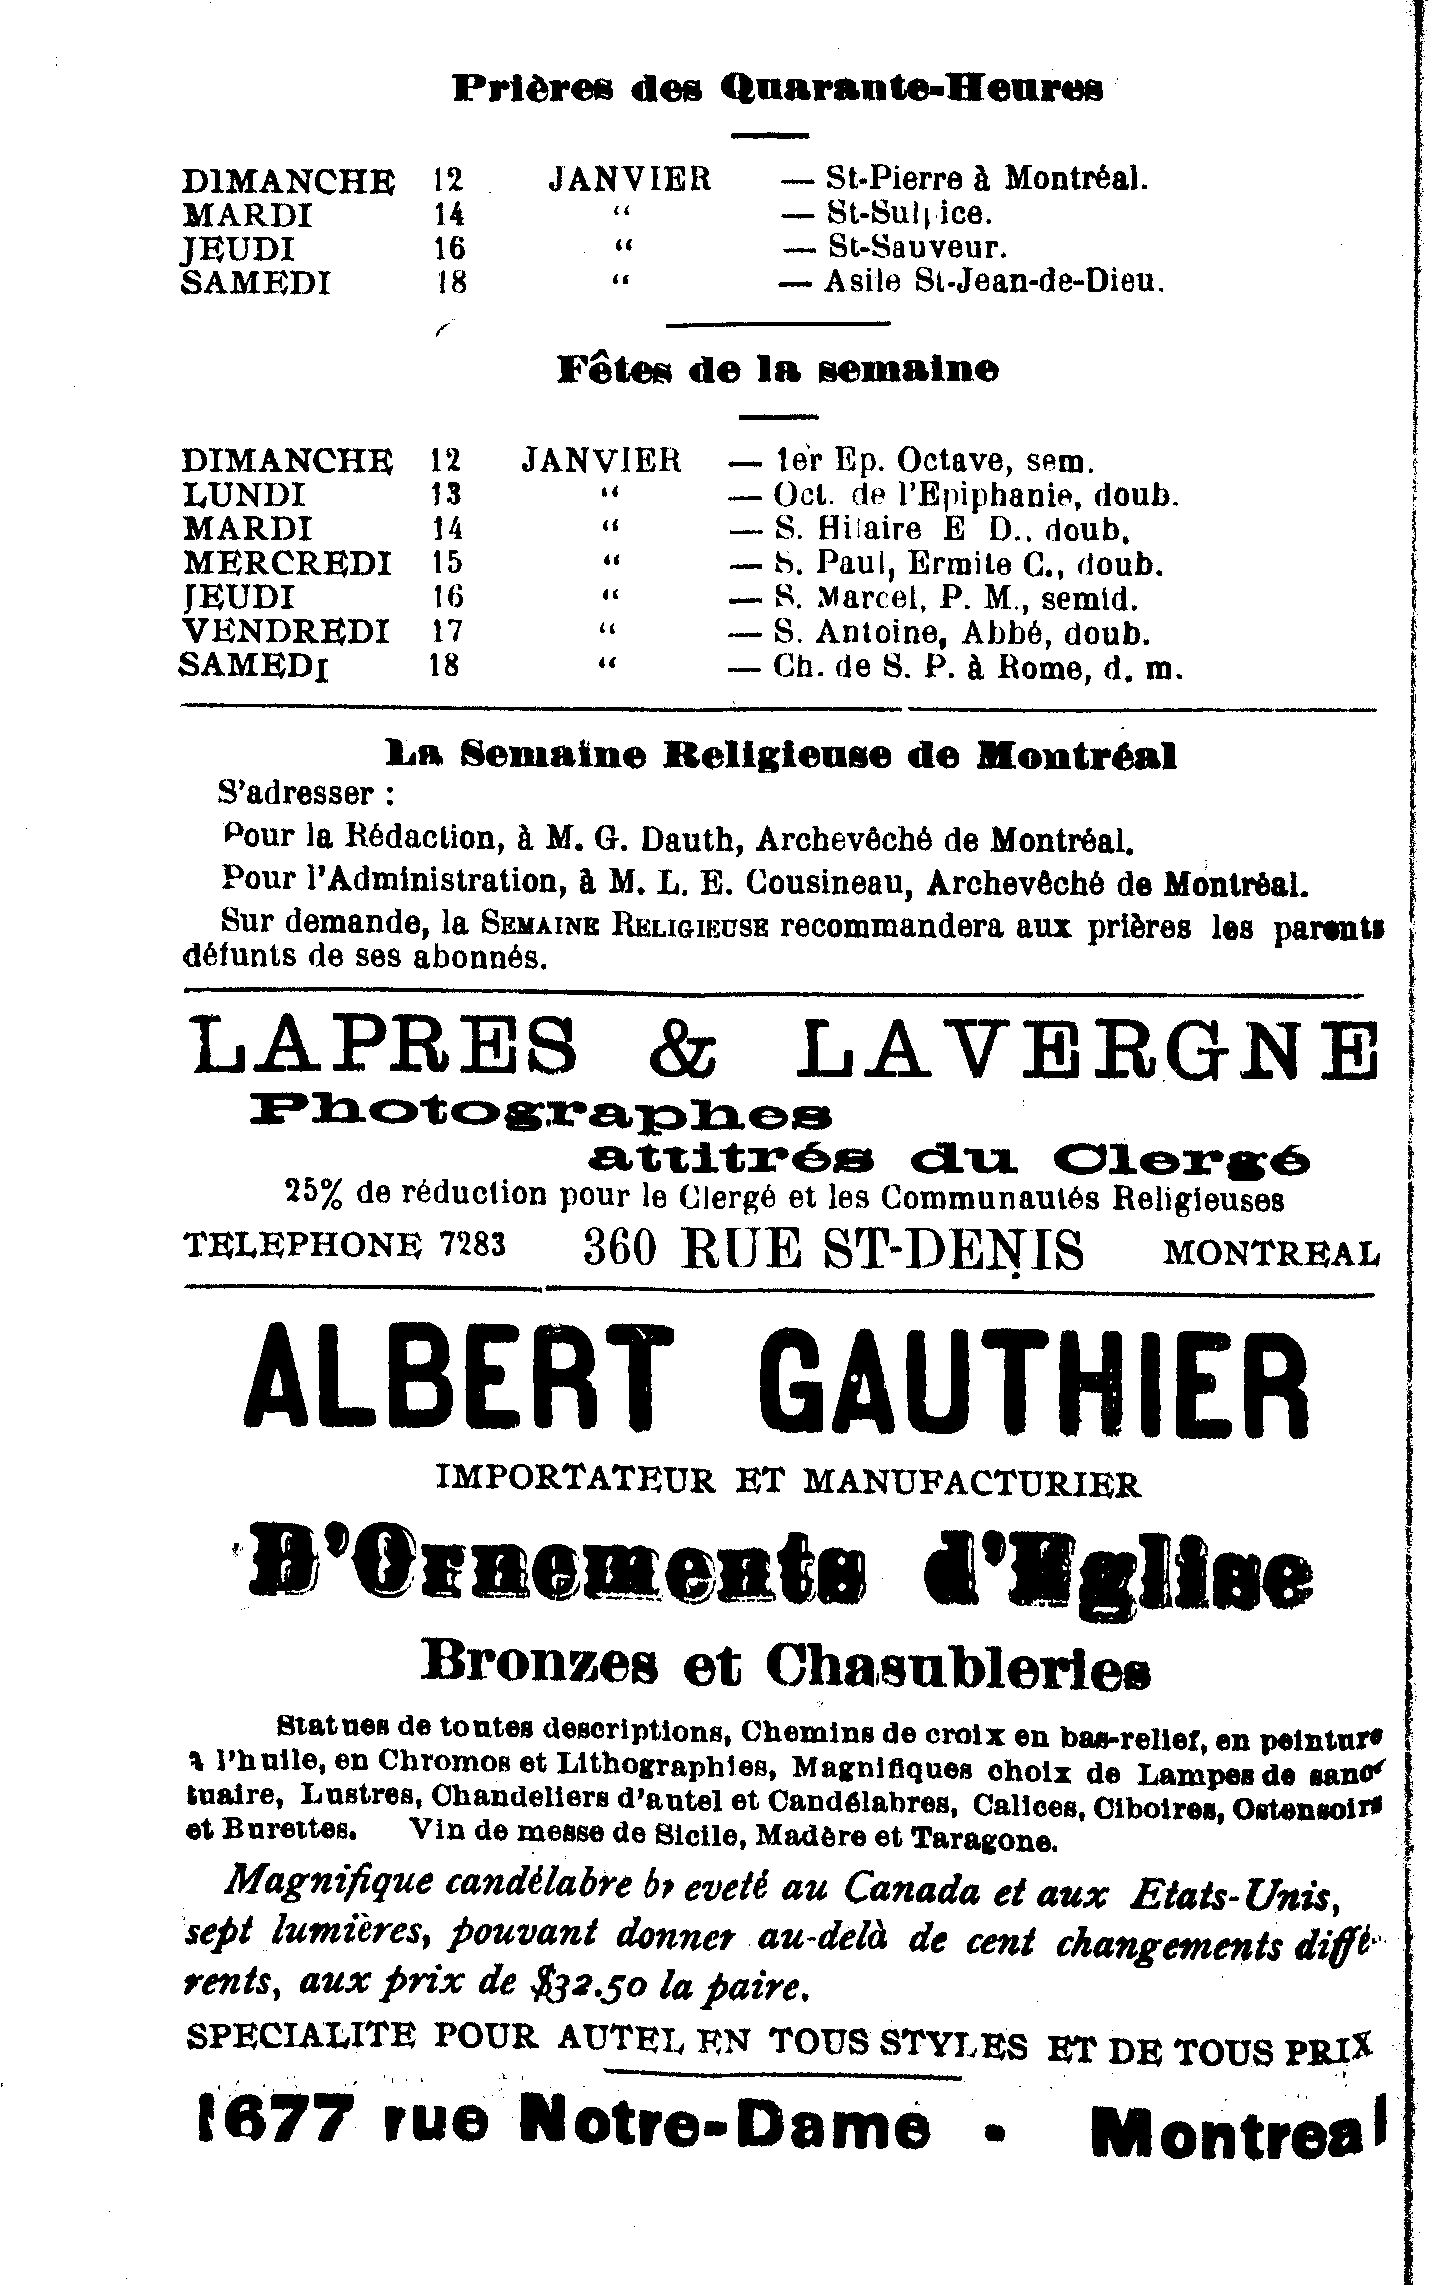 Prières des Quarante-Heures
DIMANCHE 12 JANVIER — St-Pierre à Montréal.
MARDI 14 “ — St-Sulpice.
JEUDI 16 “ — St-Sauveur.
SAMEDI 18 “ — Asile St-Jean-de-Dieu.
Fêtes de la semaine
DIMANCHE 12 JANVIER — 1er Ep. Octave, sem.
LUNDI 13 “ — Oct. de l'Epiphanie, doub.
MARDI 14 “ — S. Hilaire E D., doub.
MERCREDI 15 “ — S. Paul, Ermite C., doub.
JEUDI 16 “ — S. Marcel, P. M., semid.
VENDREDI 17 “ — S. Antoine, Abbé, doub.
SAMEDI 18 “ — Ch. de S. P. à Rome, d. m.
La Semaine Religieuse de Montréal
S'adresser :
Pour la Rédaction, à M. G. Dauth, Archevêché de Montréal.
Pour l'Administration, à M. L. E. Cousineau, Archevêché de Montréal.
Sur demande, la SEMAINE RELIGIEUSE recommandera aux prières les parents
défunts de ses abonnés.
LAPRES & LAVERGNE
Photographes
attitrés du Clergé
25% de réduction pour le Clergé et les Communautés Religieuses
TELEPHONE 7283 360 RUE ST-DENIS MONTREAL
ALBERT GAUTHIER
IMPORTATEUR ET MANUFACTURIER
D'Ornements d'Eglise
Bronzes et Chasubleries
Statues de toutes descriptions, Chemins de croix en bas-relief, en peinture
à l'huile, en Chromos et Lithographies, Magnifiques choix de Lampes de sanc-
tuaire, Lustres, Chandeliers d'autel et Candélabres, Calices, Ciboires, Ostensoirs
et Burettes. Vin de messe de Sicile, Madère et Taragone.
Magnifique candélabre breveté au Canada et aux Etats-Unis,
sept lumières, pouvant donner au-delà de cent changements diffé-
rents, aux prix de $32.50 la paire.
SPECIALITE POUR AUTEL EN TOUS STYLES ET DE TOUS PRIX
1677 rue Notre-Dame - Montreal